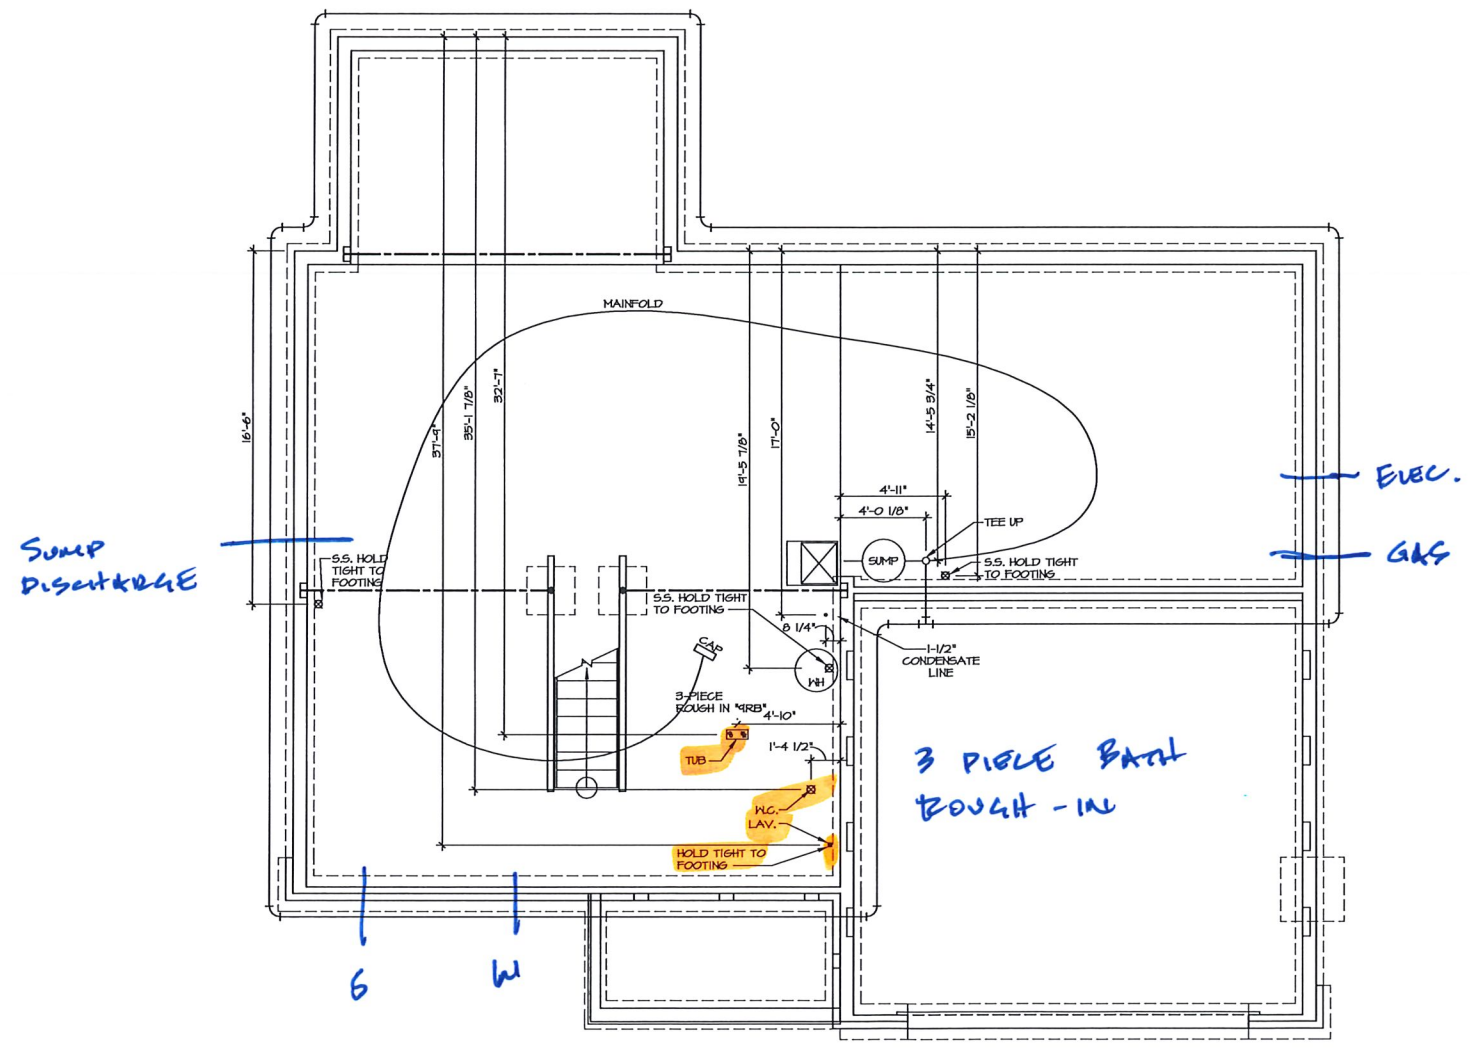 MAINFOLD
16'-6"
37'-9"
35'-1 7/8"
32'-7"
19'-5 7/8"
17'-0"
14'-5 3/4"
15'-2 1/8"
4'-11"
4'-0 1/8"
TEE UP
SUMP
S.S. HOLD TIGHT
TO FOOTING
ELEC.
GAS
SUMP
DISCHARGE
S.S. HOLD
TIGHT TO
FOOTING
S.S. HOLD TIGHT
TO FOOTING
8 1/4"
1-1/2"
CONDENSATE
LINE
CAP
WH
3-PIECE
ROUGH IN "9RB"
4'-10"
TUB
1'-4 1/2"
W.C.
LAV.
HOLD TIGHT TO
FOOTING
3 PIECE BATH
ROUGH-IN
W